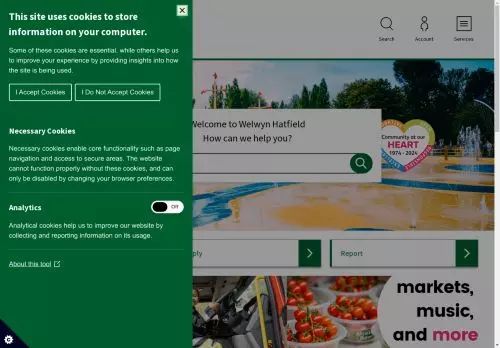 This site uses cookies to store
information on your computer.
Some of these cookies are essential, while others help us
to improve your experience by providing insights into how
the site is being used.
I Accept Cookies
I Do Not Accept Cookies
Necessary Cookies
Necessary cookies enable core functionality such as page
navigation and access to secure areas. The website
cannot function properly without these cookies, and can
only be disabled by changing your browser preferences.
Analytics
Off
Analytical cookies help us to improve our website by
collecting and reporting information on its usage.
About this tool
Search
Account
Services
Welcome to Welwyn Hatfield
How can we help you?
Community at our
HEART
1974 - 2024
Report
markets,
music,
and more